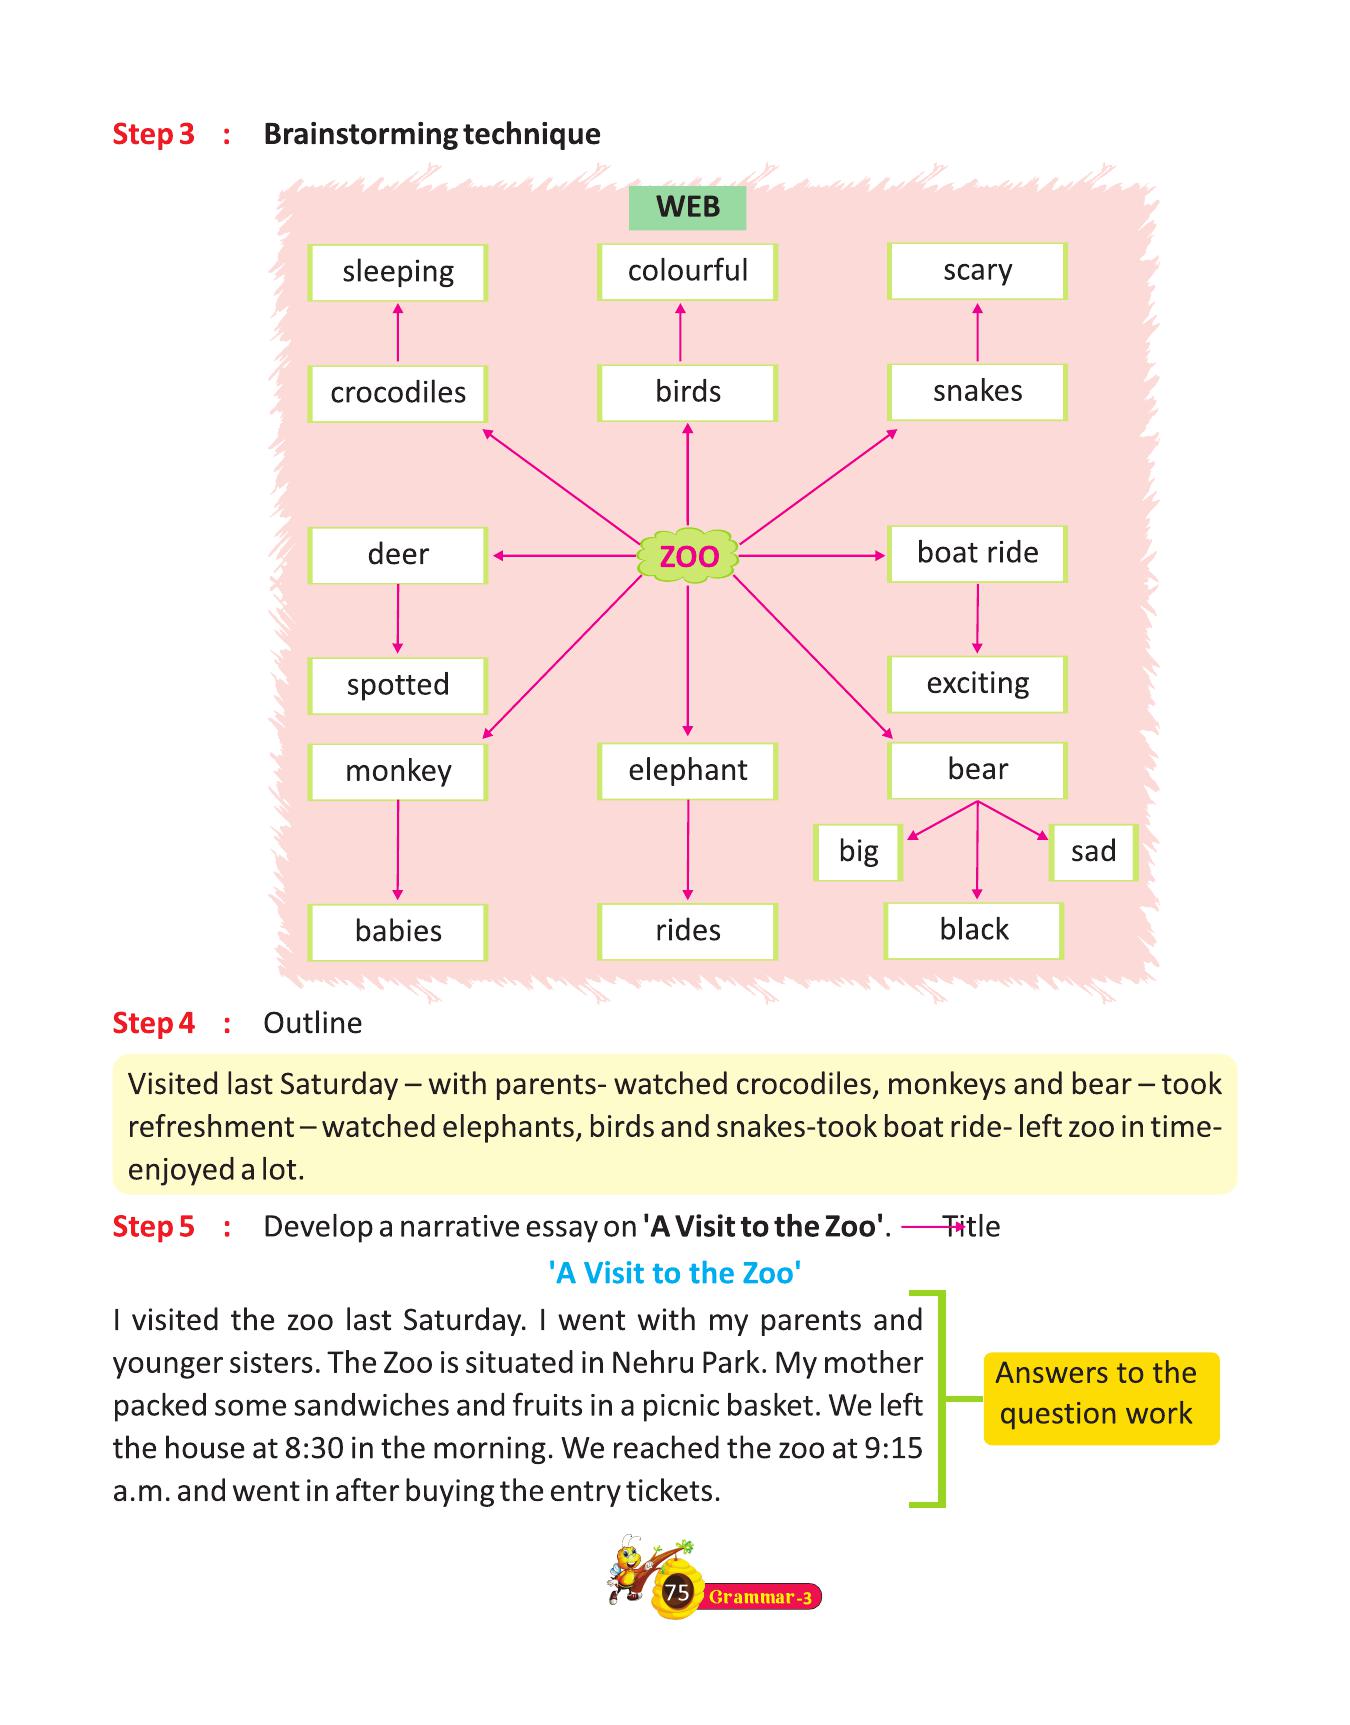 Step 3 : Brainstorming technique
WEB
sleeping colourful scary
crocodiles birds snakes
deer ZOO boat ride
spotted exciting
monkey elephant bear
big sad
babies rides black
Step 4 : Outline
Visited last Saturday – with parents- watched crocodiles, monkeys and bear – took
refreshment – watched elephants, birds and snakes-took boat ride- left zoo in time-
enjoyed a lot.
Step 5 : Develop a narrative essay on 'A Visit to the Zoo'. Title
'A Visit to the Zoo'
I visited the zoo last Saturday. I went with my parents and
younger sisters. The Zoo is situated in Nehru Park. My mother
packed some sandwiches and fruits in a picnic basket. We left
the house at 8:30 in the morning. We reached the zoo at 9:15
a.m. and went in after buying the entry tickets.
Answers to the
question work
75 Grammar-3